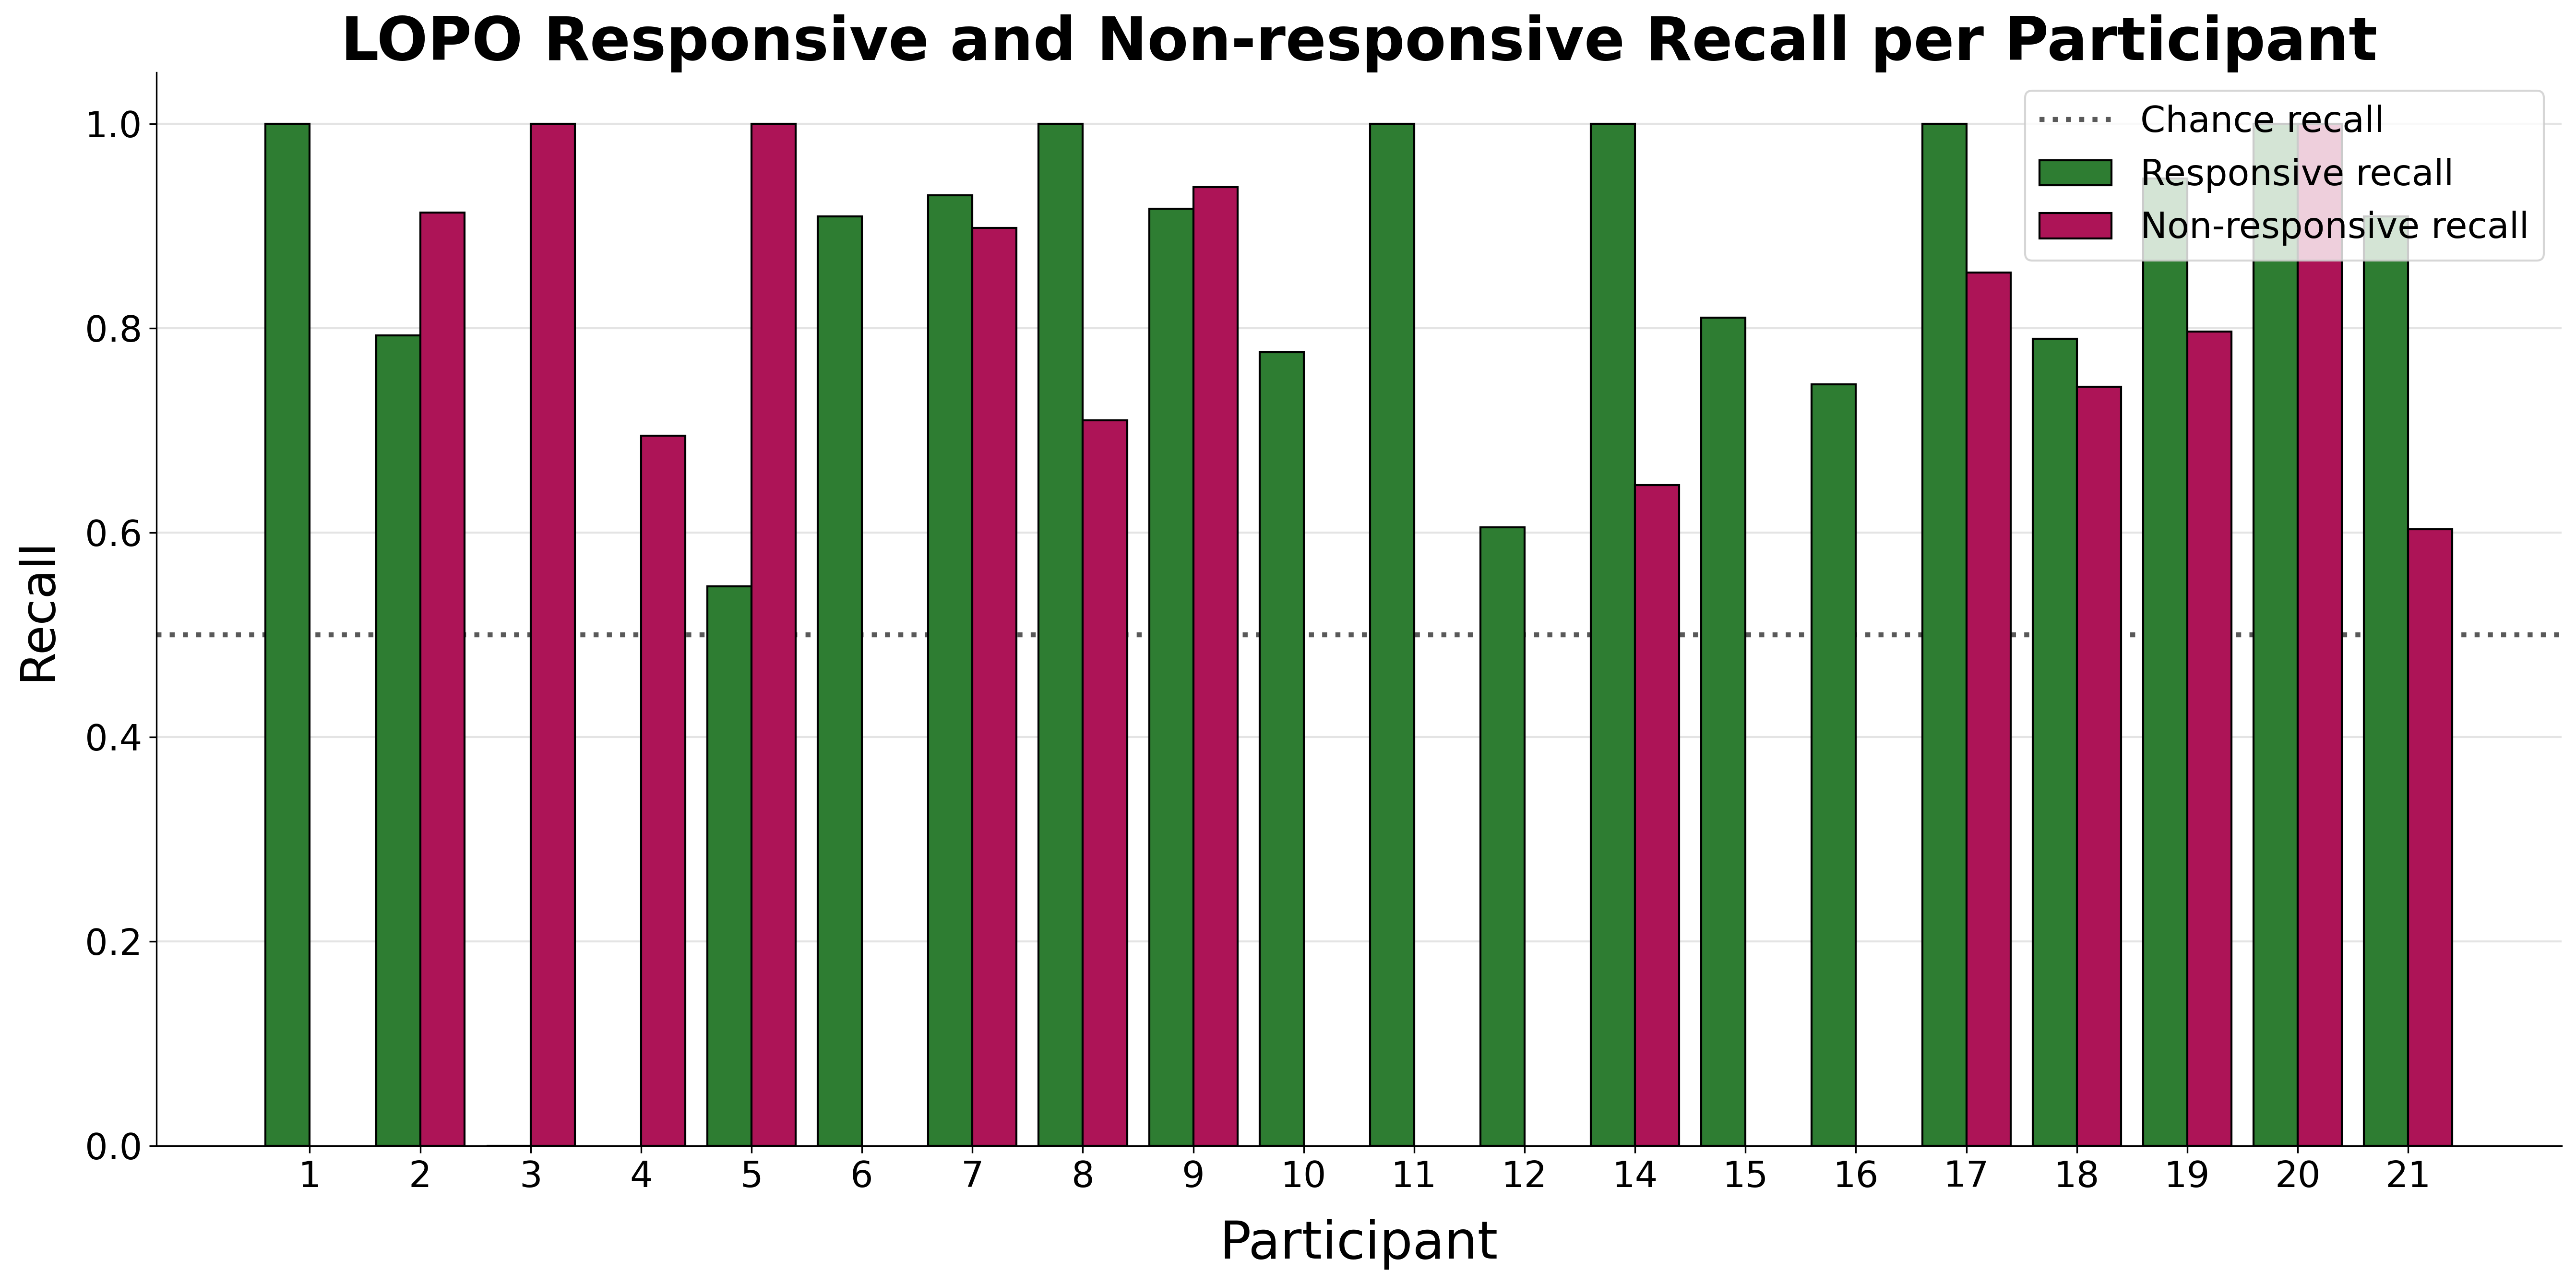 LOPO Responsive and Non-responsive Recall per Participant
Chance recall
Responsive recall
Non-responsive recall
Recall
1.0
0.8
0.6
0.4
0.2
0.0
1 2 3 4 5 6 7 8 9 10 11 12 14 15 16 17 18 19 20 21
Participant